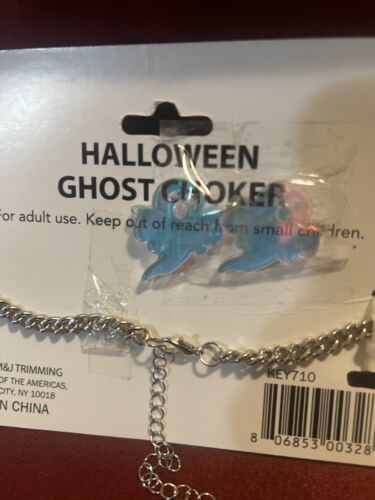 HALLOWEEN
GHOST CHOKER
For adult use. Keep out of reach from small children.
M&J TRIMMING
OF THE AMERICAS,
CITY, NY 10018
N CHINA
KEY710
8 06853 00328